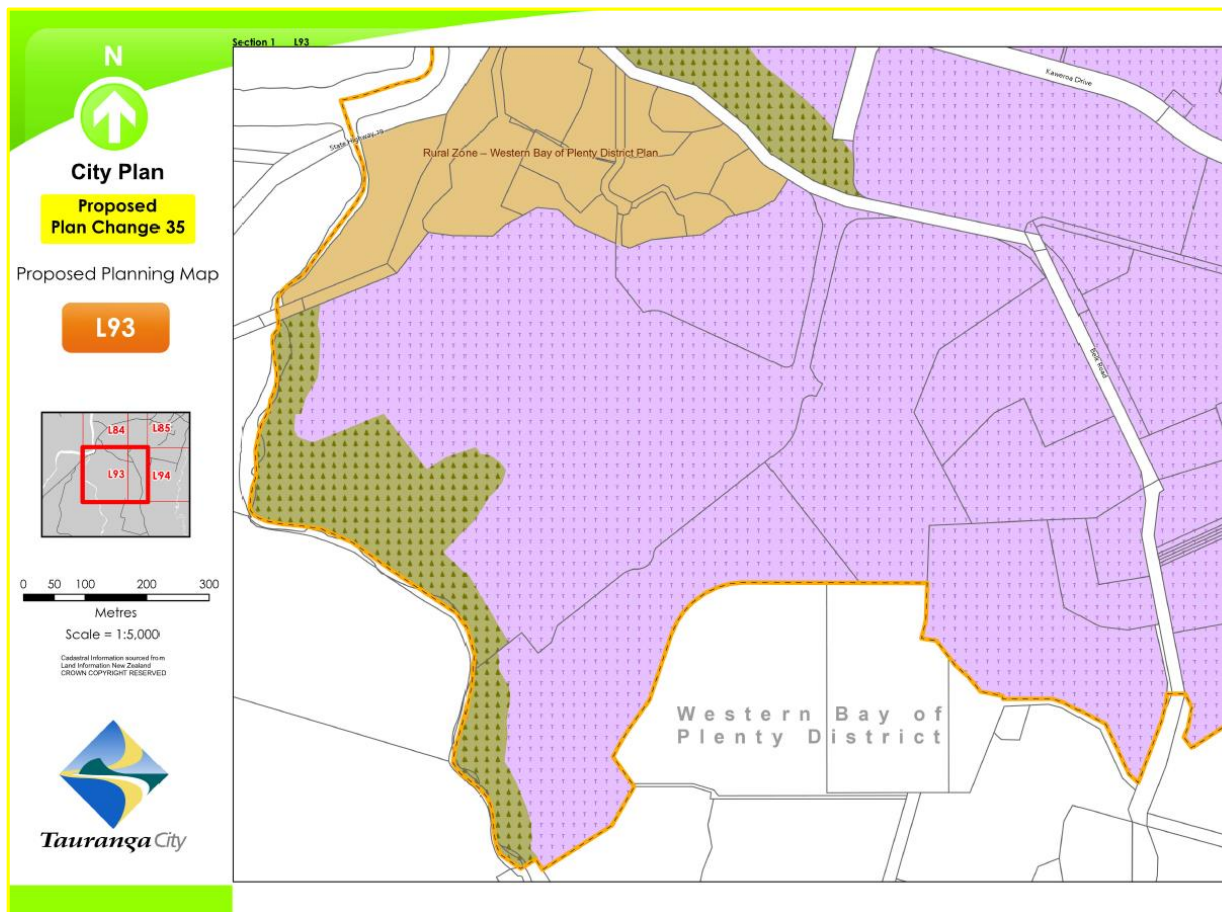 Section 1 L93
N
City Plan
Proposed
Plan Change 35
Proposed Planning Map
L93
L84
L85
L93
L94
0 50 100 200 300
Metres
Scale = 1:5,000
Cadastral Information sourced from
Land Information New Zealand
CROWN COPYRIGHT RESERVED
Tauranga City
State Highway 29
Rural Zone – Western Bay of Plenty District Plan
Kaweroa Drive
Belk Road
Western Bay of
Plenty District